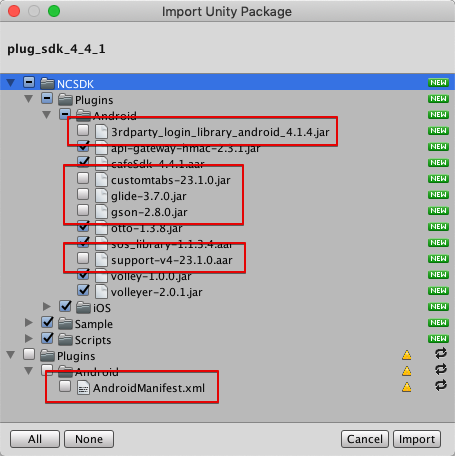 Import Unity Package
plug_sdk_4_4_1
NCSDK NEW
Plugins NEW
Android NEW
3rdparty_login_library_android_4.1.4.jar NEW
api-gateway-hmac-2.3.1.jar NEW
cafeSdk-4.4.1.aar NEW
customtabs-23.1.0.jar NEW
glide-3.7.0.jar NEW
gson-2.8.0.jar NEW
otto-1.3.8.jar NEW
sos_library-1.1.3.4.aar NEW
support-v4-23.1.0.aar NEW
volley-1.0.0.jar NEW
volleyer-2.0.1.jar NEW
iOS NEW
Sample NEW
Scripts NEW
Plugins
Android
AndroidManifest.xml
All None Cancel Import